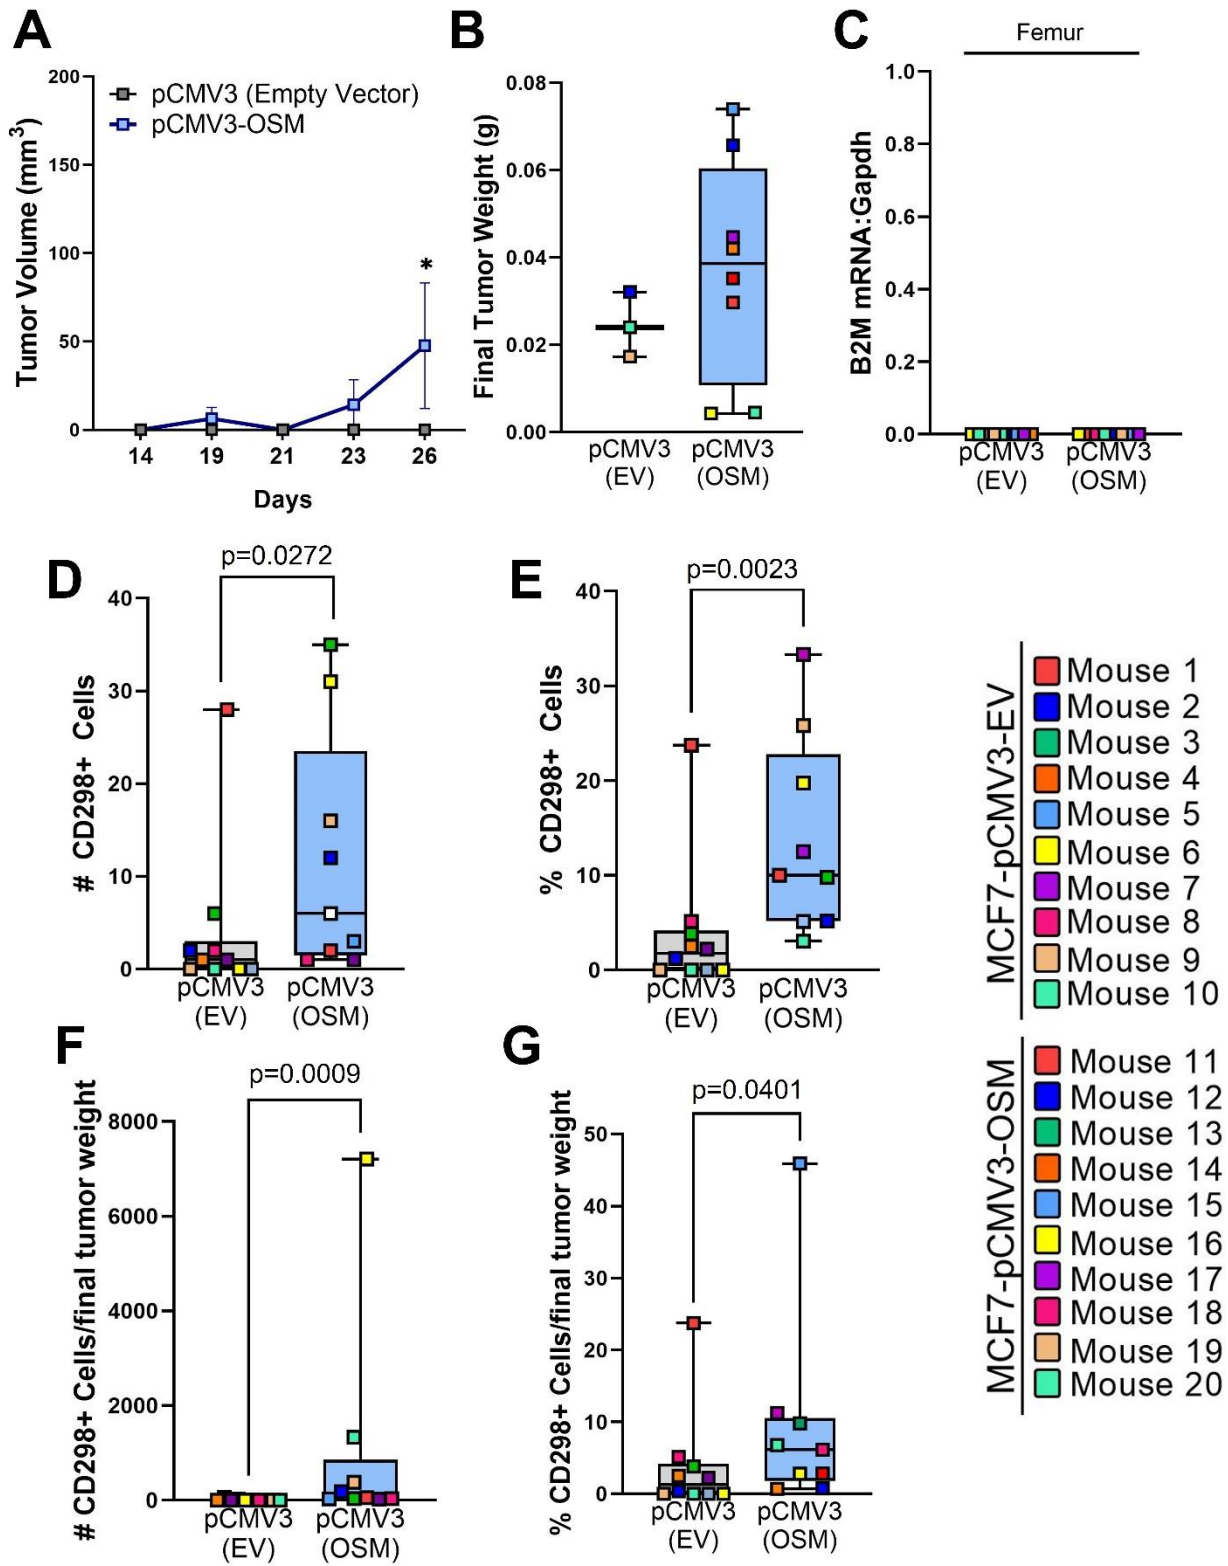 A
Tumor Volume (mm³)
200
150
100
50
0
pCMV3 (Empty Vector)
pCMV3-OSM
*
14 19 21 23 26
Days
B
Final Tumor Weight (g)
0.08
0.06
0.04
0.02
0.00
pCMV3 pCMV3
(EV) (OSM)
C
Femur
B2M mRNA:Gapdh
1.0
0.8
0.6
0.4
0.2
0.0
pCMV3 pCMV3
(EV) (OSM)
D
p=0.0272
# CD298+ Cells
40
30
20
10
0
pCMV3 pCMV3
(EV) (OSM)
E
p=0.0023
% CD298+ Cells
40
30
20
10
0
pCMV3 pCMV3
(EV) (OSM)
F
p=0.0009
# CD298+ Cells/final tumor weight
8000
6000
4000
2000
0
pCMV3 pCMV3
(EV) (OSM)
G
p=0.0401
% CD298+ Cells/final tumor weight
50
40
30
20
10
0
pCMV3 pCMV3
(EV) (OSM)
MCF7-pCMV3-EV
Mouse 1
Mouse 2
Mouse 3
Mouse 4
Mouse 5
Mouse 6
Mouse 7
Mouse 8
Mouse 9
Mouse 10
MCF7-pCMV3-OSM
Mouse 11
Mouse 12
Mouse 13
Mouse 14
Mouse 15
Mouse 16
Mouse 17
Mouse 18
Mouse 19
Mouse 20